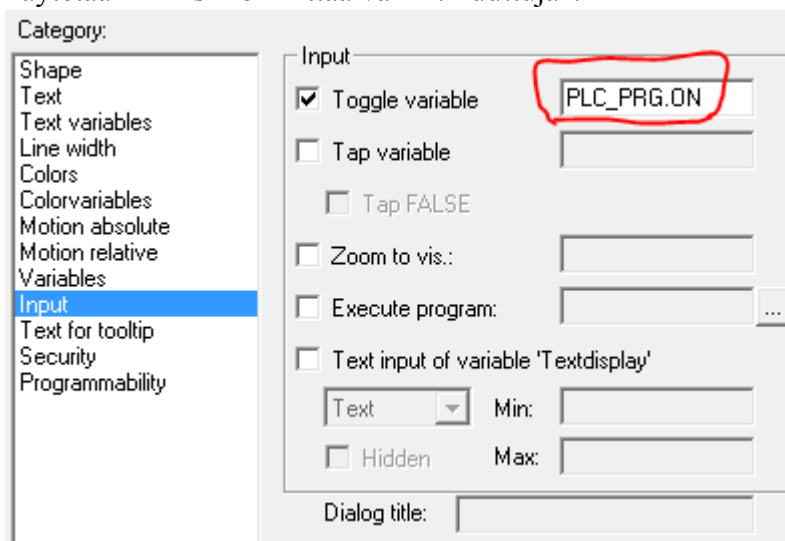 Category:
Shape
Text
Text variables
Line width
Colors
Colorvariables
Motion absolute
Motion relative
Variables
Input
Text for tooltip
Security
Programmability
Input
Toggle variable PLC_PRG.ON
Tap variable
Tap FALSE
Zoom to vis.:
Execute program: ...
Text input of variable 'Textdisplay'
Text Min:
Hidden Max:
Dialog title: